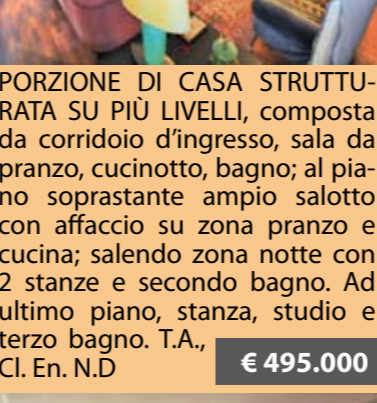 PORZIONE DI CASA STRUTTU-
RATA SU PIÙ LIVELLI, composta
da corridoio d'ingresso, sala da
pranzo, cucinotto, bagno; al pia-
no soprastante ampio salotto
con affaccio su zona pranzo e
cucina; salendo zona notte con
2 stanze e secondo bagno. Ad
ultimo piano, stanza, studio e
terzo bagno. T.A.,
Cl. En. N.D
€ 495.000